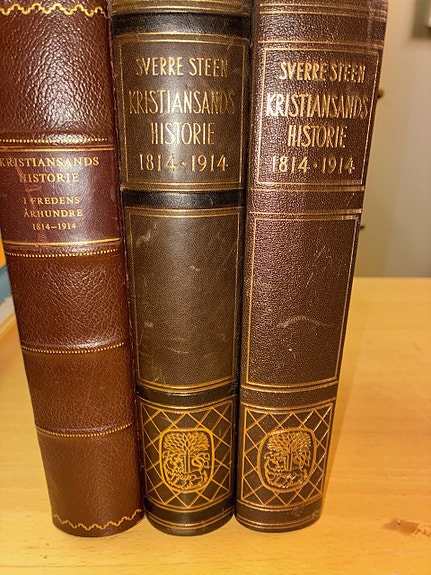 KRISTIANSANDS
HISTORIE
I FREDENS
ÅRHUNDRE
1814–1914
SVERRE STEEN
KRISTIANSANDS
HISTORIE
1814·1914
SVERRE STEEN
KRISTIANSANDS
HISTORIE
1814·1914